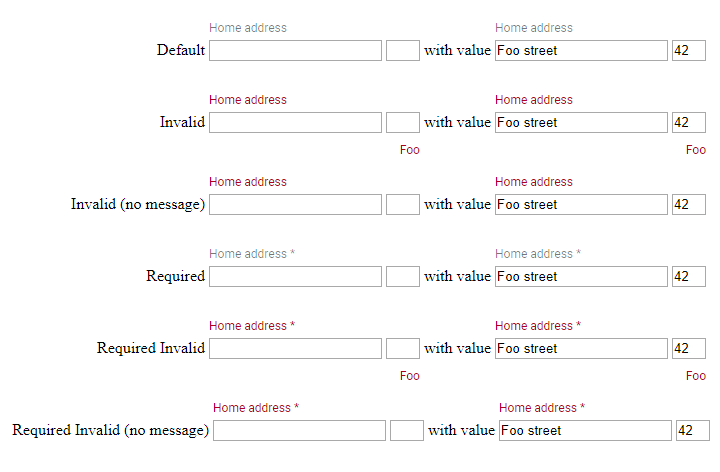 Home address Home address
Default with value Foo street 42
Home address Home address
Invalid with value Foo street 42
Foo Foo
Home address Home address
Invalid (no message) with value Foo street 42
Home address * Home address *
Required with value Foo street 42
Home address * Home address *
Required Invalid with value Foo street 42
Foo Foo
Home address * Home address *
Required Invalid (no message) with value Foo street 42